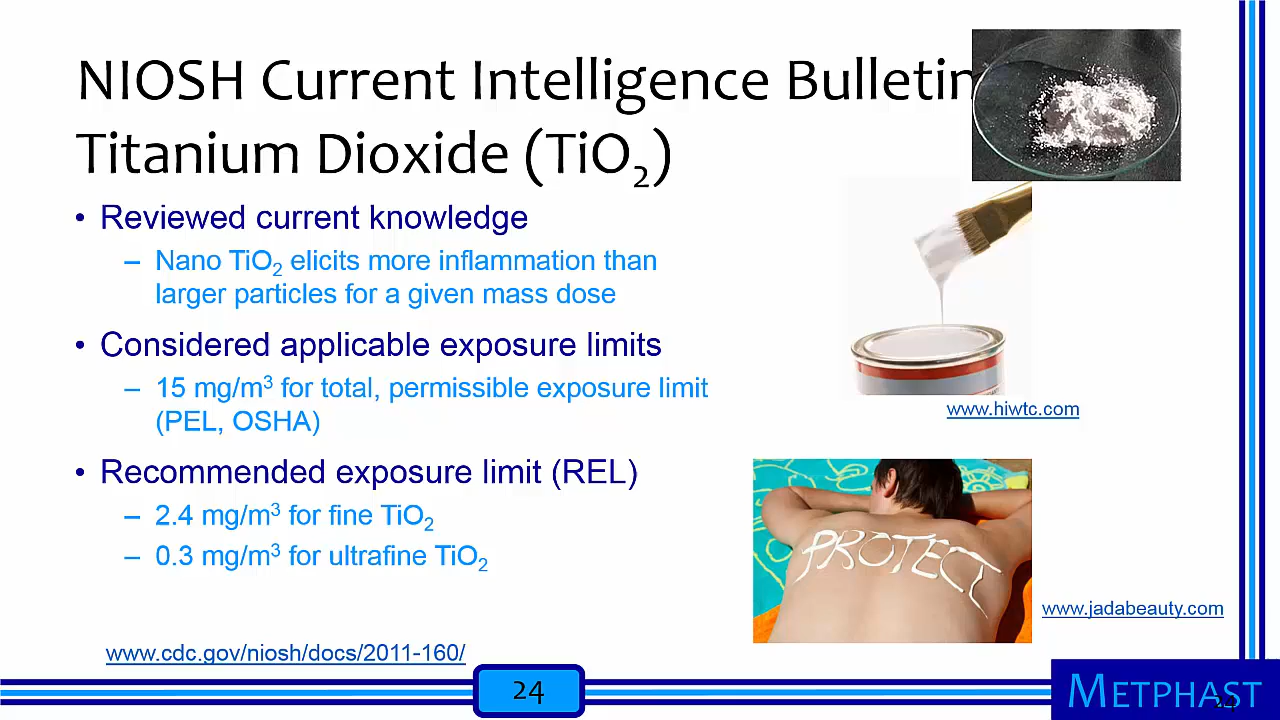 NIOSH Current Intelligence Bulletin
Titanium Dioxide (TiO₂)
• Reviewed current knowledge
– Nano TiO₂ elicits more inflammation than
larger particles for a given mass dose
• Considered applicable exposure limits
– 15 mg/m³ for total, permissible exposure limit
(PEL, OSHA)
• Recommended exposure limit (REL)
– 2.4 mg/m³ for fine TiO₂
– 0.3 mg/m³ for ultrafine TiO₂
www.hiwtc.com
PROTECT
www.jadabeauty.com
www.cdc.gov/niosh/docs/2011-160/
24
METPHAST
24